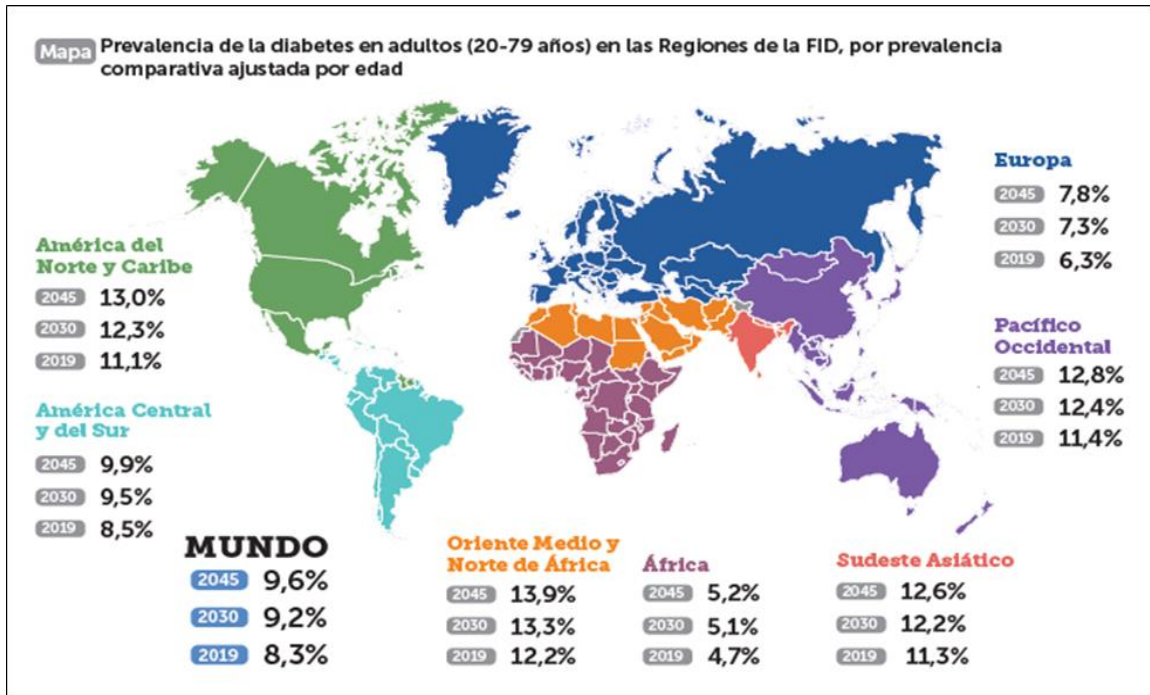 Mapa Prevalencia de la diabetes en adultos (20-79 años) en las Regiones de la FID, por prevalencia
comparativa ajustada por edad
América del
Norte y Caribe
2045 13,0%
2030 12,3%
2019 11,1%
América Central
y del Sur
2045 9,9%
2030 9,5%
2019 8,5%
MUNDO
2045 9,6%
2030 9,2%
2019 8,3%
Oriente Medio y
Norte de África
2045 13,9%
2030 13,3%
2019 12,2%
África
2045 5,2%
2030 5,1%
2019 4,7%
Sudeste Asiático
2045 12,6%
2030 12,2%
2019 11,3%
Europa
2045 7,8%
2030 7,3%
2019 6,3%
Pacífico
Occidental
2045 12,8%
2030 12,4%
2019 11,4%